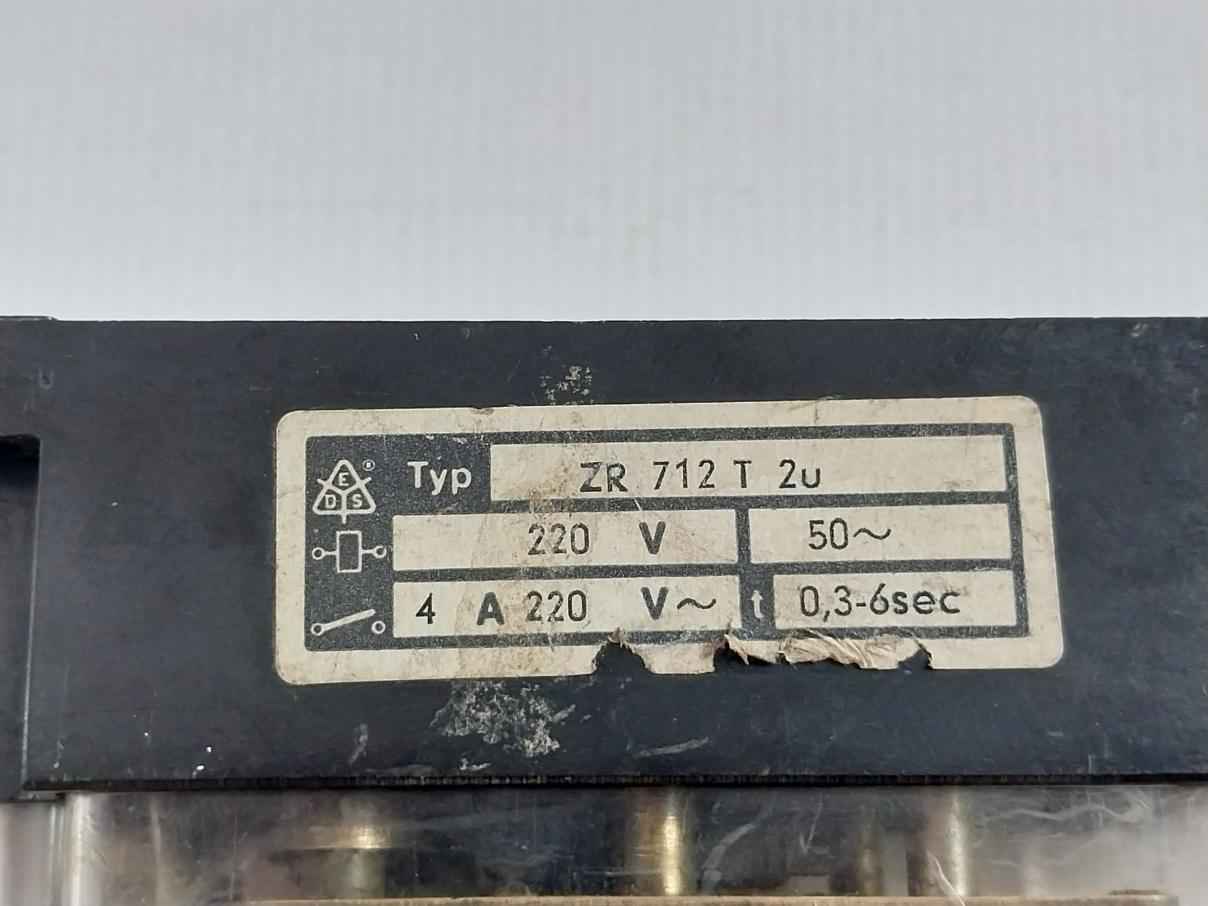 E
D S ®
Typ ZR 712 T 2u
220 V 50~
4 A 220 V~ t 0,3-6sec